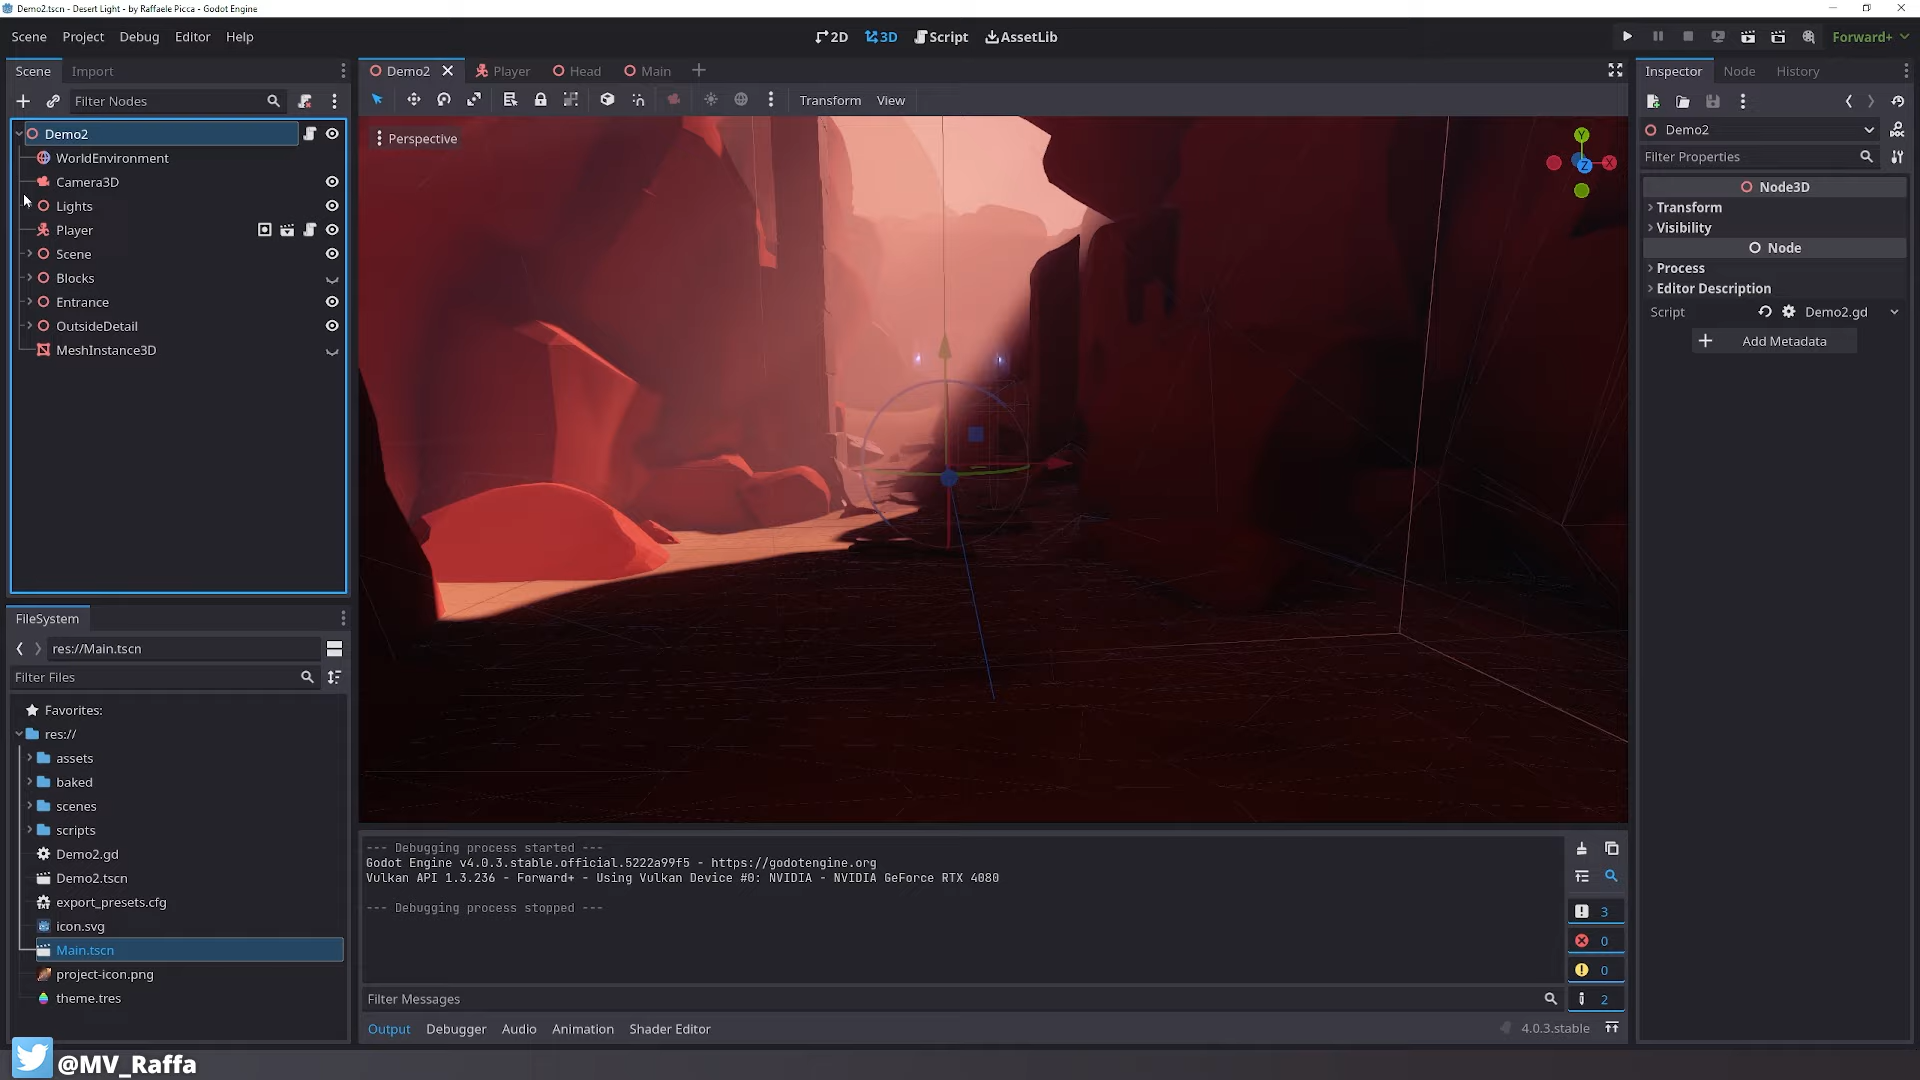 Demo2.tscn - Desert Light - by Raffaele Picca - Godot Engine
Scene Project Debug Editor Help
2D 3D Script AssetLib
Forward+
Scene Import
Filter Nodes
Demo2
WorldEnvironment
Camera3D
Lights
Player
Scene
Blocks
Entrance
OutsideDetail
MeshInstance3D
FileSystem
res://Main.tscn
Filter Files
Favorites:
res://
assets
baked
scenes
scripts
Demo2.gd
Demo2.tscn
export_presets.cfg
icon.svg
Main.tscn
project-icon.png
theme.tres
@MV_Raffa
Demo2 Player Head Main
Transform View
Perspective
Y
X
Z
--- Debugging process started ---
Godot Engine v4.0.3.stable.official.5222a99f5 - https://godotengine.org
Vulkan API 1.3.236 - Forward+ - Using Vulkan Device #0: NVIDIA - NVIDIA GeForce RTX 4080
--- Debugging process stopped ---
3
0
0
2
Filter Messages
Output Debugger Audio Animation Shader Editor
4.0.3.stable
Inspector Node History
Demo2
Filter Properties
Node3D
Transform
Visibility
Node
Process
Editor Description
Script Demo2.gd
Add Metadata